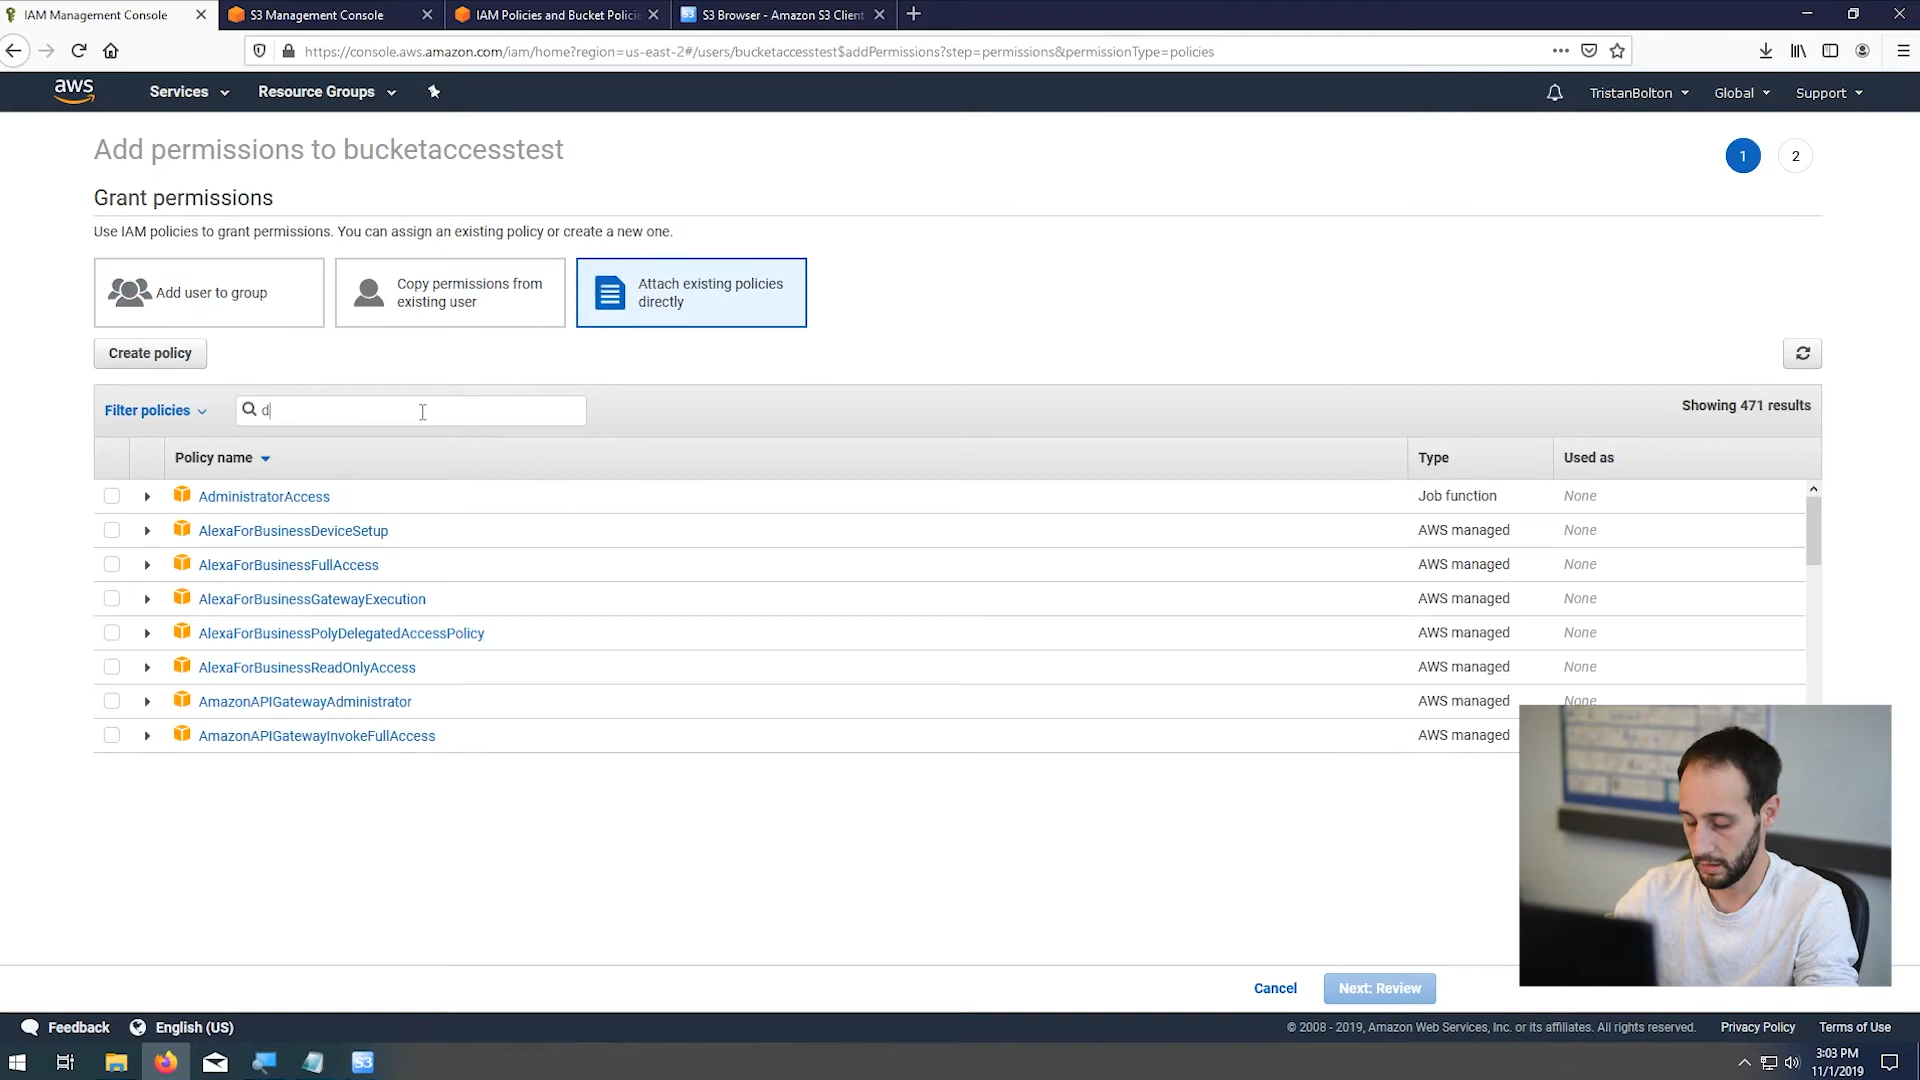 IAM Management Console
S3 Management Console
IAM Policies and Bucket Policie
S3 Browser - Amazon S3 Client
https://console.aws.amazon.com/iam/home?region=us-east-2#/users/bucketaccesstest$addPermissions?step=permissions&permissionType=policies
aws
Services
Resource Groups
TristanBolton
Global
Support
Add permissions to bucketaccesstest
1
2
Grant permissions
Use IAM policies to grant permissions. You can assign an existing policy or create a new one.
Add user to group
Copy permissions from
existing user
Attach existing policies
directly
Create policy
Filter policies
d
Showing 471 results
Policy name
Type
Used as
AdministratorAccess
Job function
None
AlexaForBusinessDeviceSetup
AWS managed
None
AlexaForBusinessFullAccess
AWS managed
None
AlexaForBusinessGatewayExecution
AWS managed
None
AlexaForBusinessPolyDelegatedAccessPolicy
AWS managed
None
AlexaForBusinessReadOnlyAccess
AWS managed
None
AmazonAPIGatewayAdministrator
AWS managed
None
AmazonAPIGatewayInvokeFullAccess
AWS managed
Cancel
Next: Review
Feedback
English (US)
© 2008 - 2019, Amazon Web Services, Inc. or its affiliates. All rights reserved.
Privacy Policy
Terms of Use
S3
3:03 PM
11/1/2019